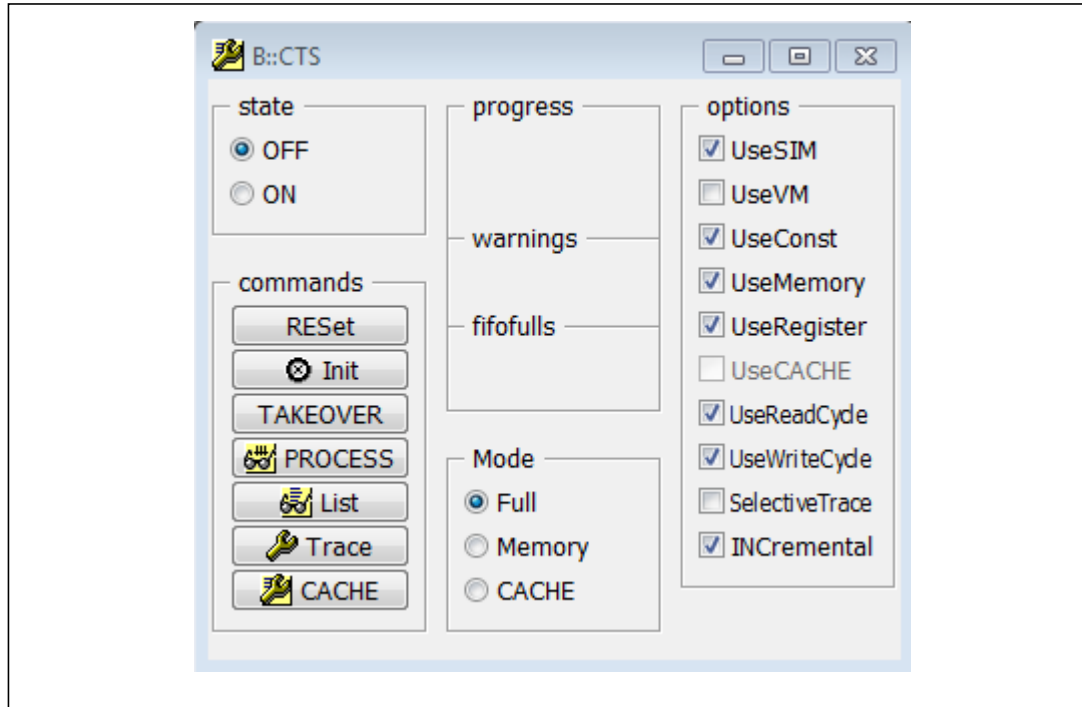 B::CTS
state
OFF
ON
commands
RESet
Init
TAKEOVER
PROCESS
List
Trace
CACHE
progress
warnings
fifofulls
Mode
Full
Memory
CACHE
options
UseSIM
UseVM
UseConst
UseMemory
UseRegister
UseCACHE
UseReadCycle
UseWriteCycle
SelectiveTrace
INCremental